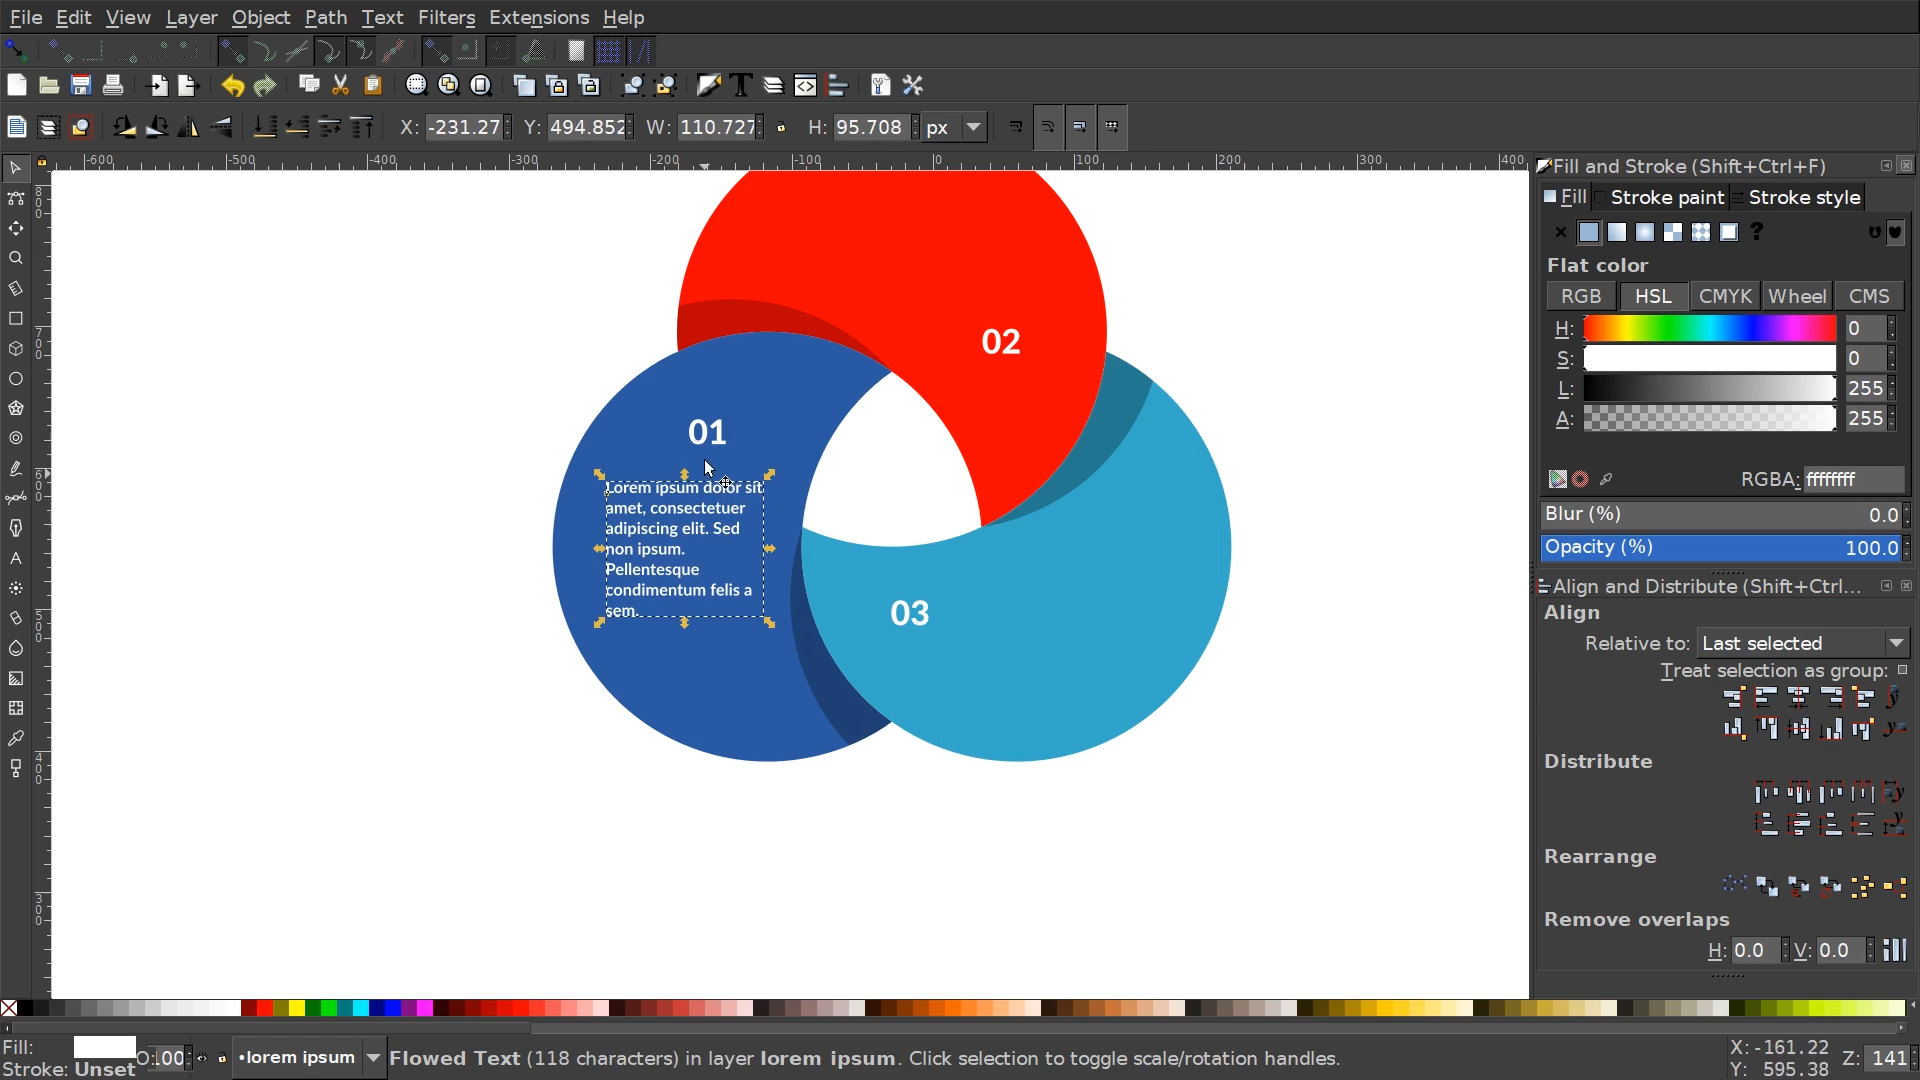 File Edit View Layer Object Path Text Filters Extensions Help
X: -231.27 Y: 494.852 W: 110.727 H: 95.708 px
-600 -500 -400 -300 -200 -100 0 100 200 300 400
800
700
600
500
400
300
02
01
Lorem ipsum dolor sit
amet, consectetuer
adipiscing elit. Sed
non ipsum.
Pellentesque
condimentum felis a
sem.
03
Fill and Stroke (Shift+Ctrl+F)
Fill Stroke paint Stroke style
Flat color
RGB HSL CMYK Wheel CMS
H: 0
S: 0
L: 255
A: 255
RGBA: ffffffff
Blur (%) 0.0
Opacity (%) 100.0
Align and Distribute (Shift+Ctrl...
Align
Relative to: Last selected
Treat selection as group:
Distribute
Rearrange
Remove overlaps
H: 0.0 V: 0.0
Fill:
Stroke: Unset
O: 100
•lorem ipsum
Flowed Text (118 characters) in layer lorem ipsum. Click selection to toggle scale/rotation handles.
X: -161.22
Y: 595.38
Z: 141